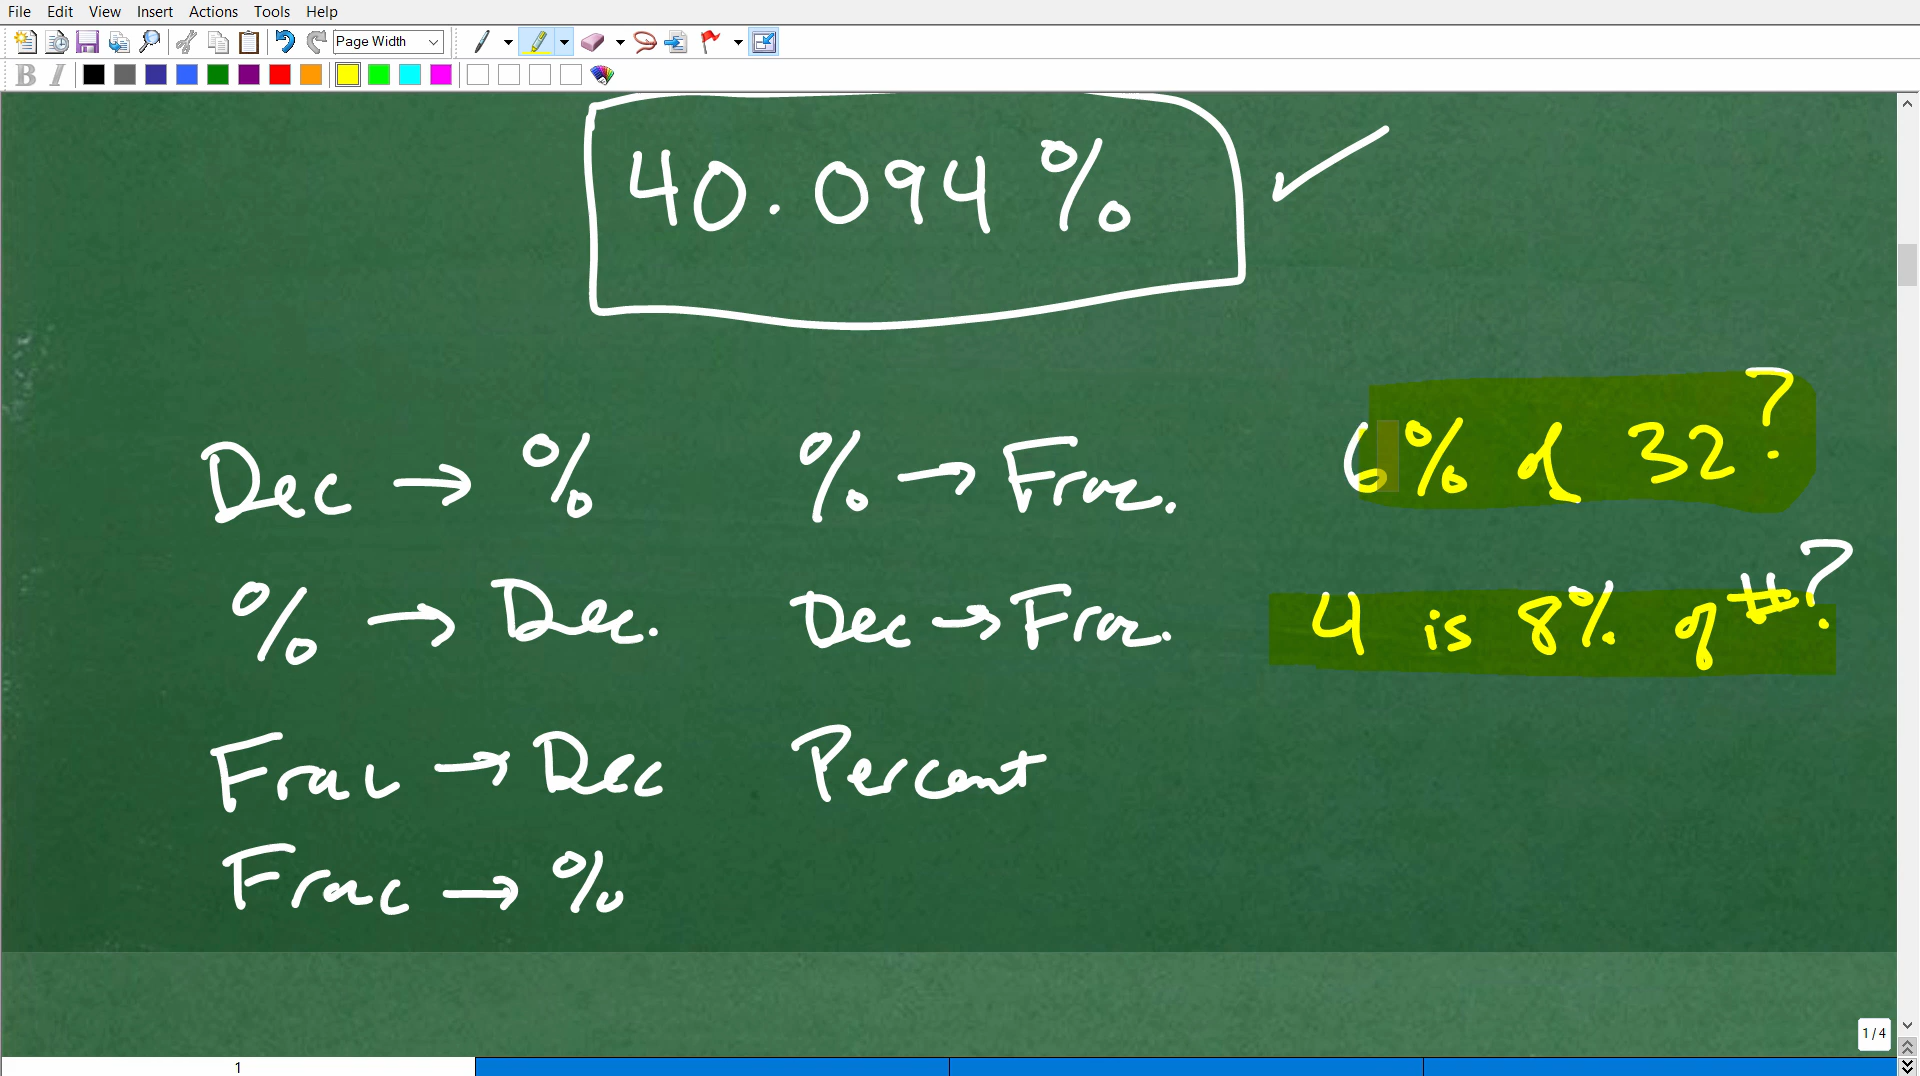 File Edit View Insert Actions Tools Help
Page Width
B I
40.094 %
Dec → %
% → Dec.
Frac → Dec
Frac → %
% → Frac.
Dec → Frac.
Percent
6% of 32?
4 is 8% of #?
1 / 4
1